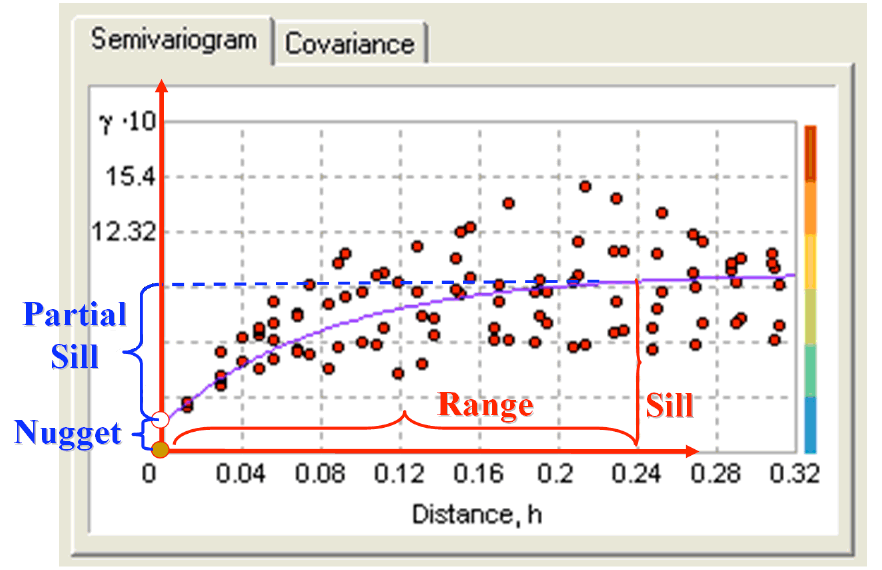 Semivariogram
Covariance
γ ·10
15.4
12.32
Partial
Sill
Range
Sill
Nugget
0 0.04 0.08 0.12 0.16 0.2 0.24 0.28 0.32
Distance, h